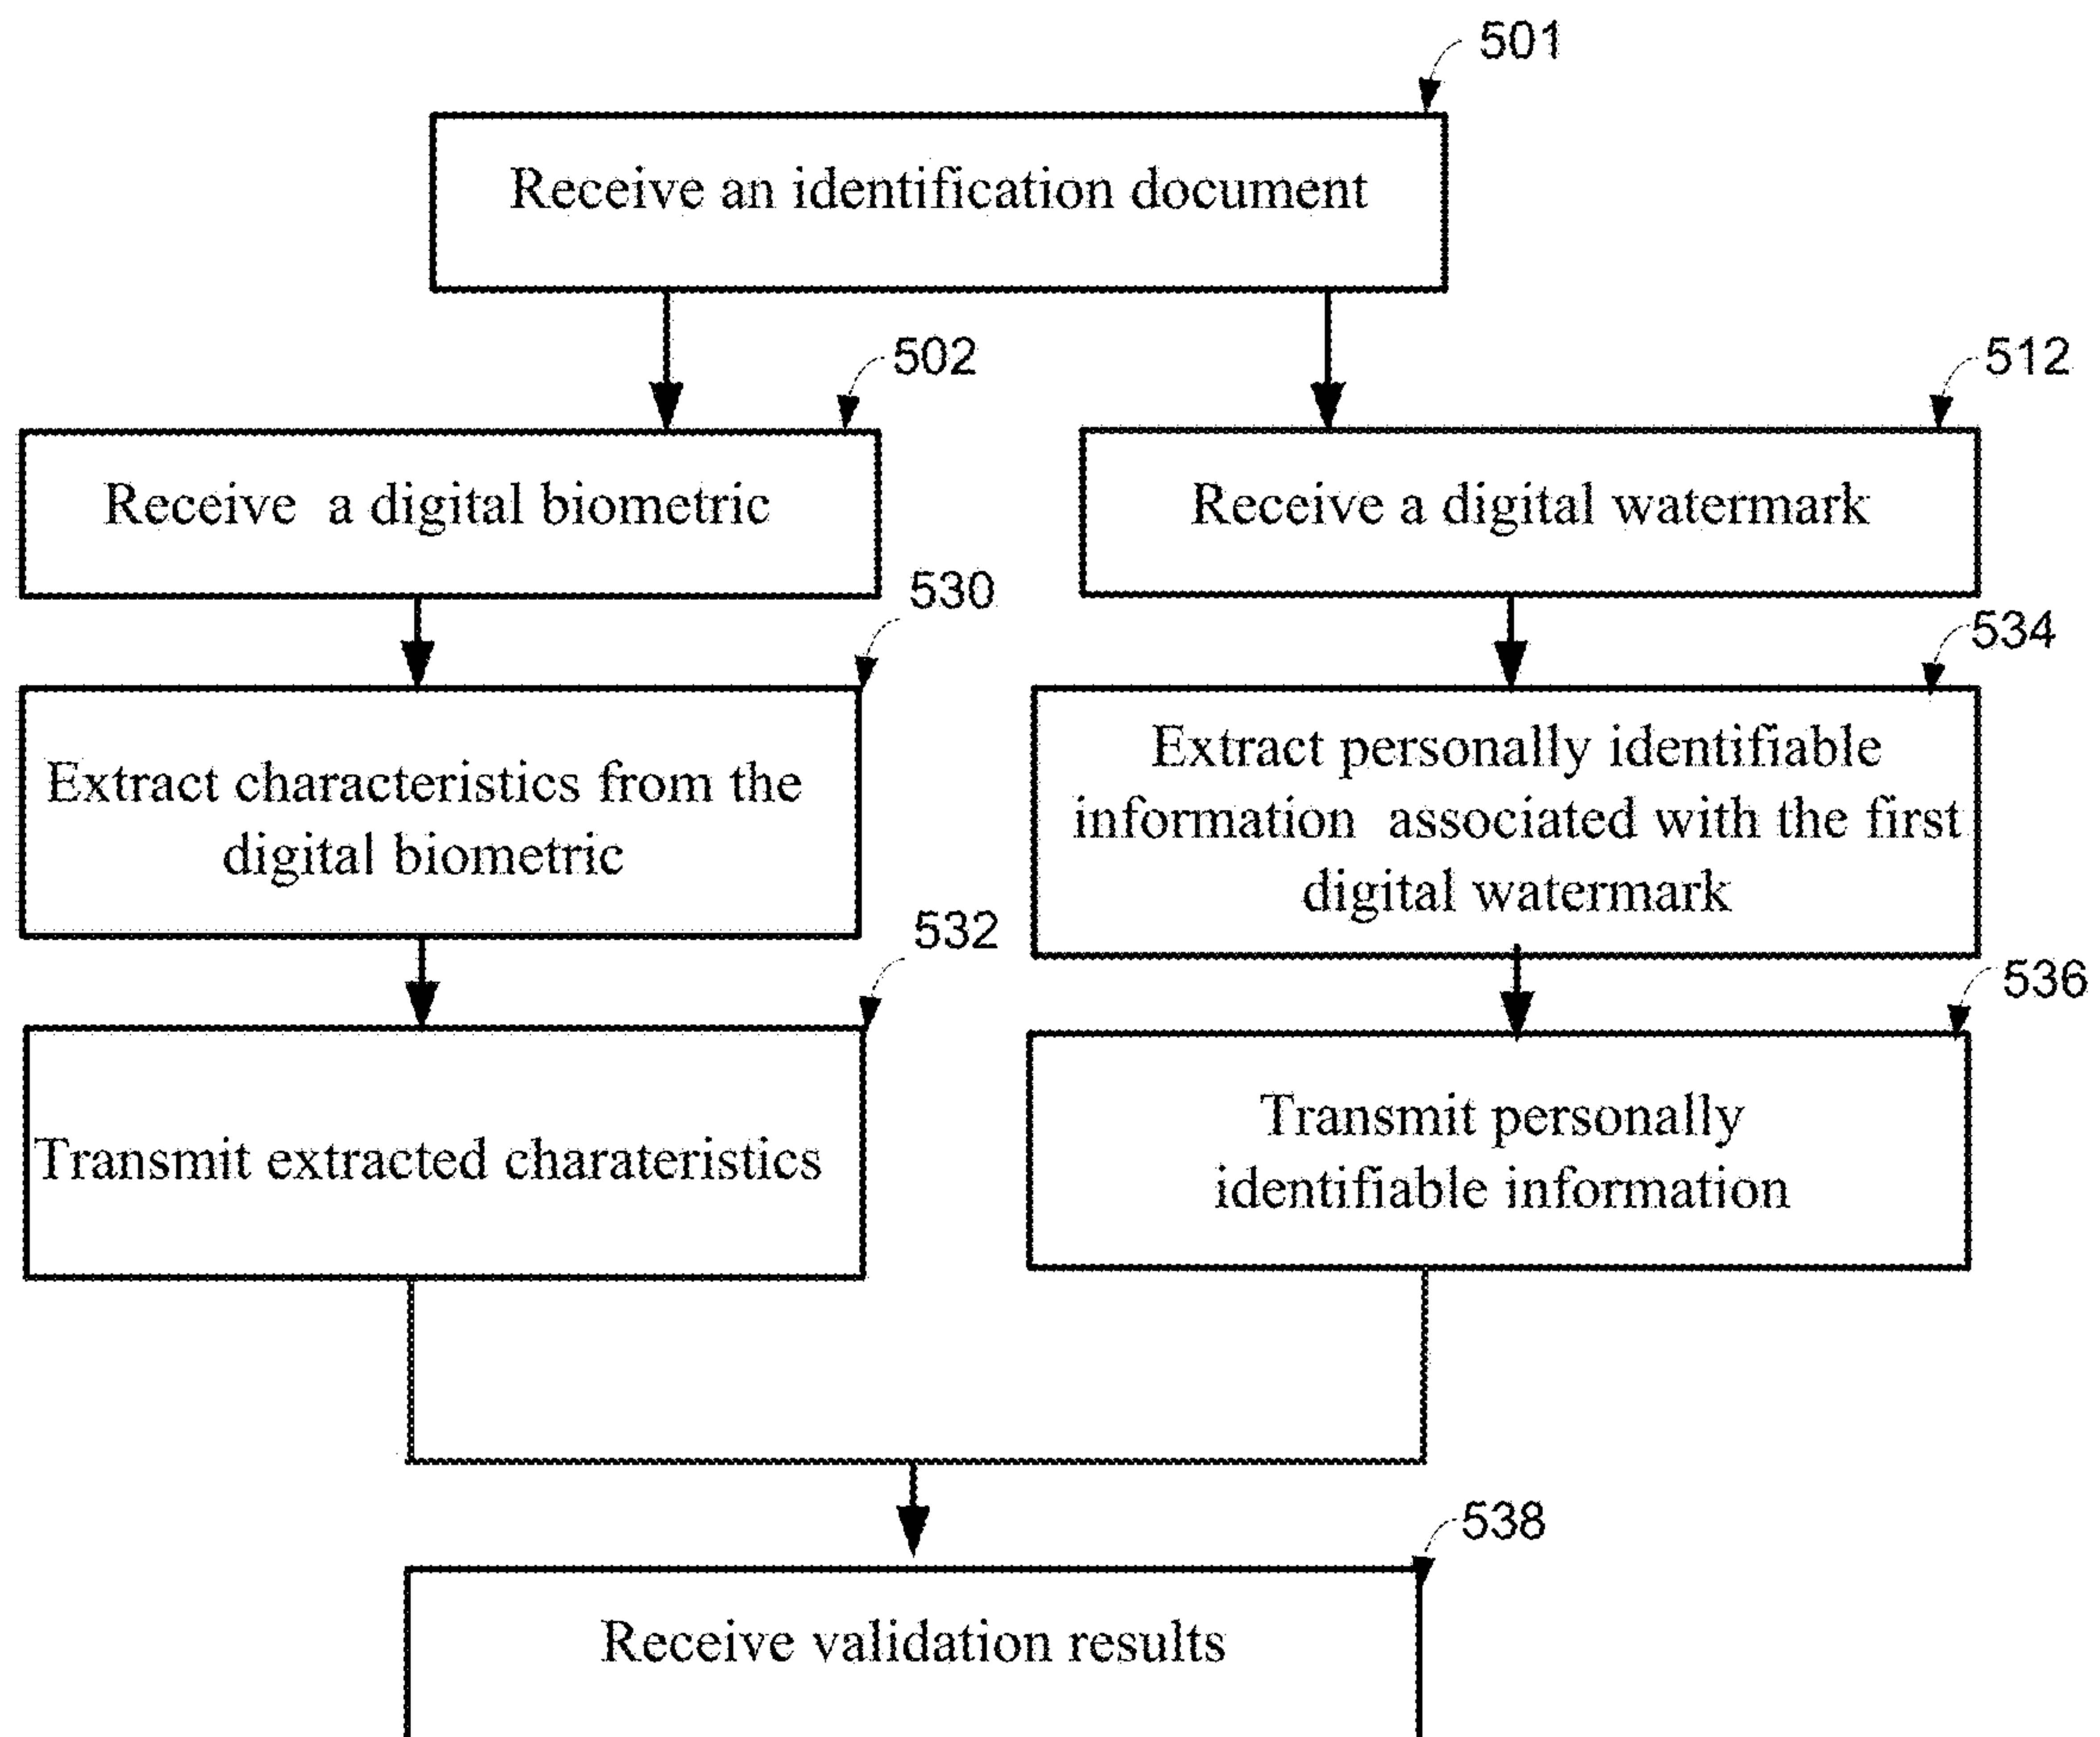 501
Receive an identification document
502
512
Receive a digital biometric
Receive a digital watermark
530
534
Extract characteristics from the
digital biometric
Extract personally identifiable
information associated with the first
digital watermark
532
536
Transmit extracted charateristics
Transmit personally
identifiable information
538
Receive validation results